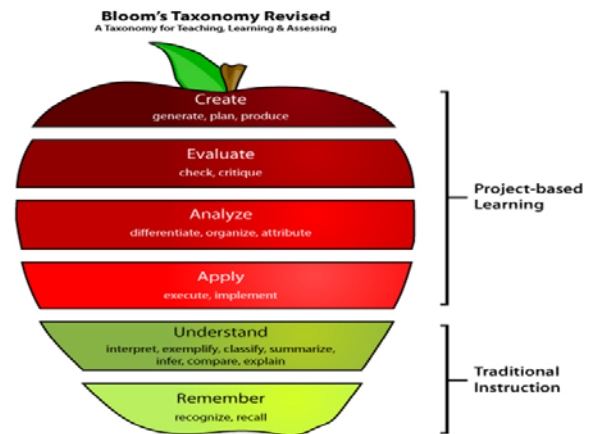 Bloom's Taxonomy Revised
A Taxonomy for Teaching, Learning & Assessing
Create
generate, plan, produce
Evaluate
check, critique
Analyze
differentiate, organize, attribute
Apply
execute, implement
Project-based
Learning
Understand
interpret, exemplify, classify, summarize,
infer, compare, explain
Remember
recognize, recall
Traditional
Instruction